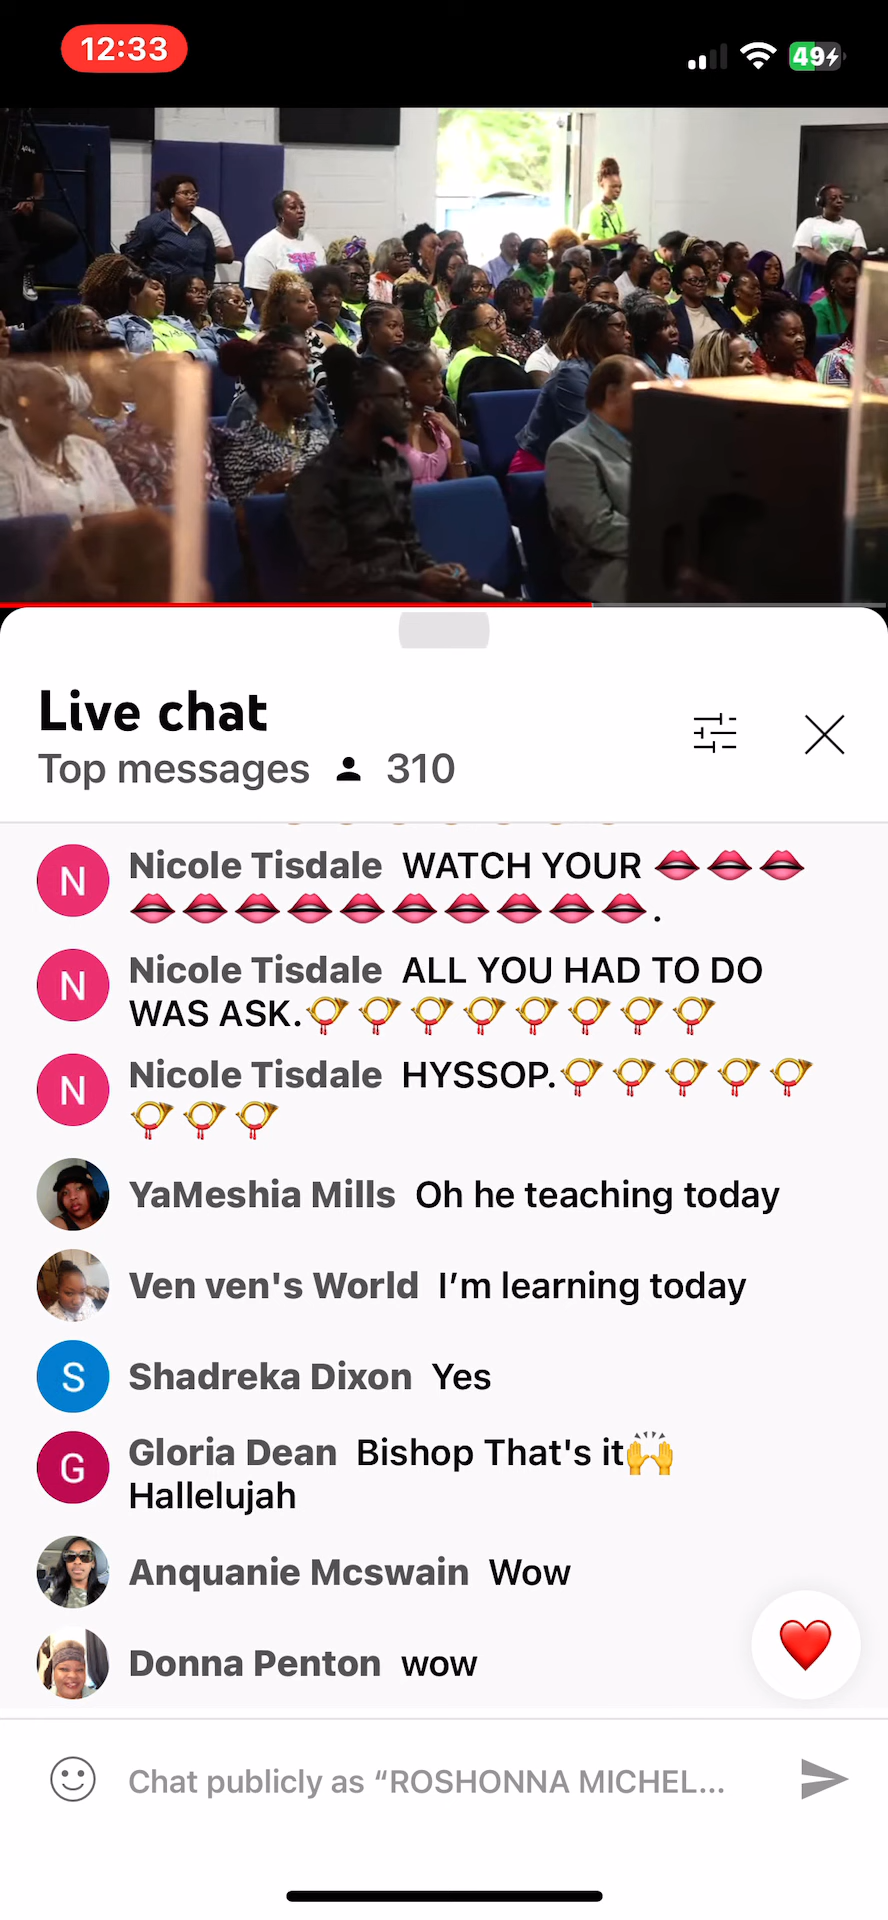 12:33
49
Live chat
Top messages 310
N Nicole Tisdale WATCH YOUR 👄👄👄
👄👄👄👄👄👄👄👄👄👄.
N Nicole Tisdale ALL YOU HAD TO DO
WAS ASK.📯📯📯📯📯📯📯📯
N Nicole Tisdale HYSSOP.📯📯📯📯📯
📯📯📯
YaMeshia Mills Oh he teaching today
Ven ven's World I’m learning today
S Shadreka Dixon Yes
G Gloria Dean Bishop That's it🙌
Hallelujah
Anquanie Mcswain Wow
Donna Penton wow
Chat publicly as “ROSHONNA MICHEL...